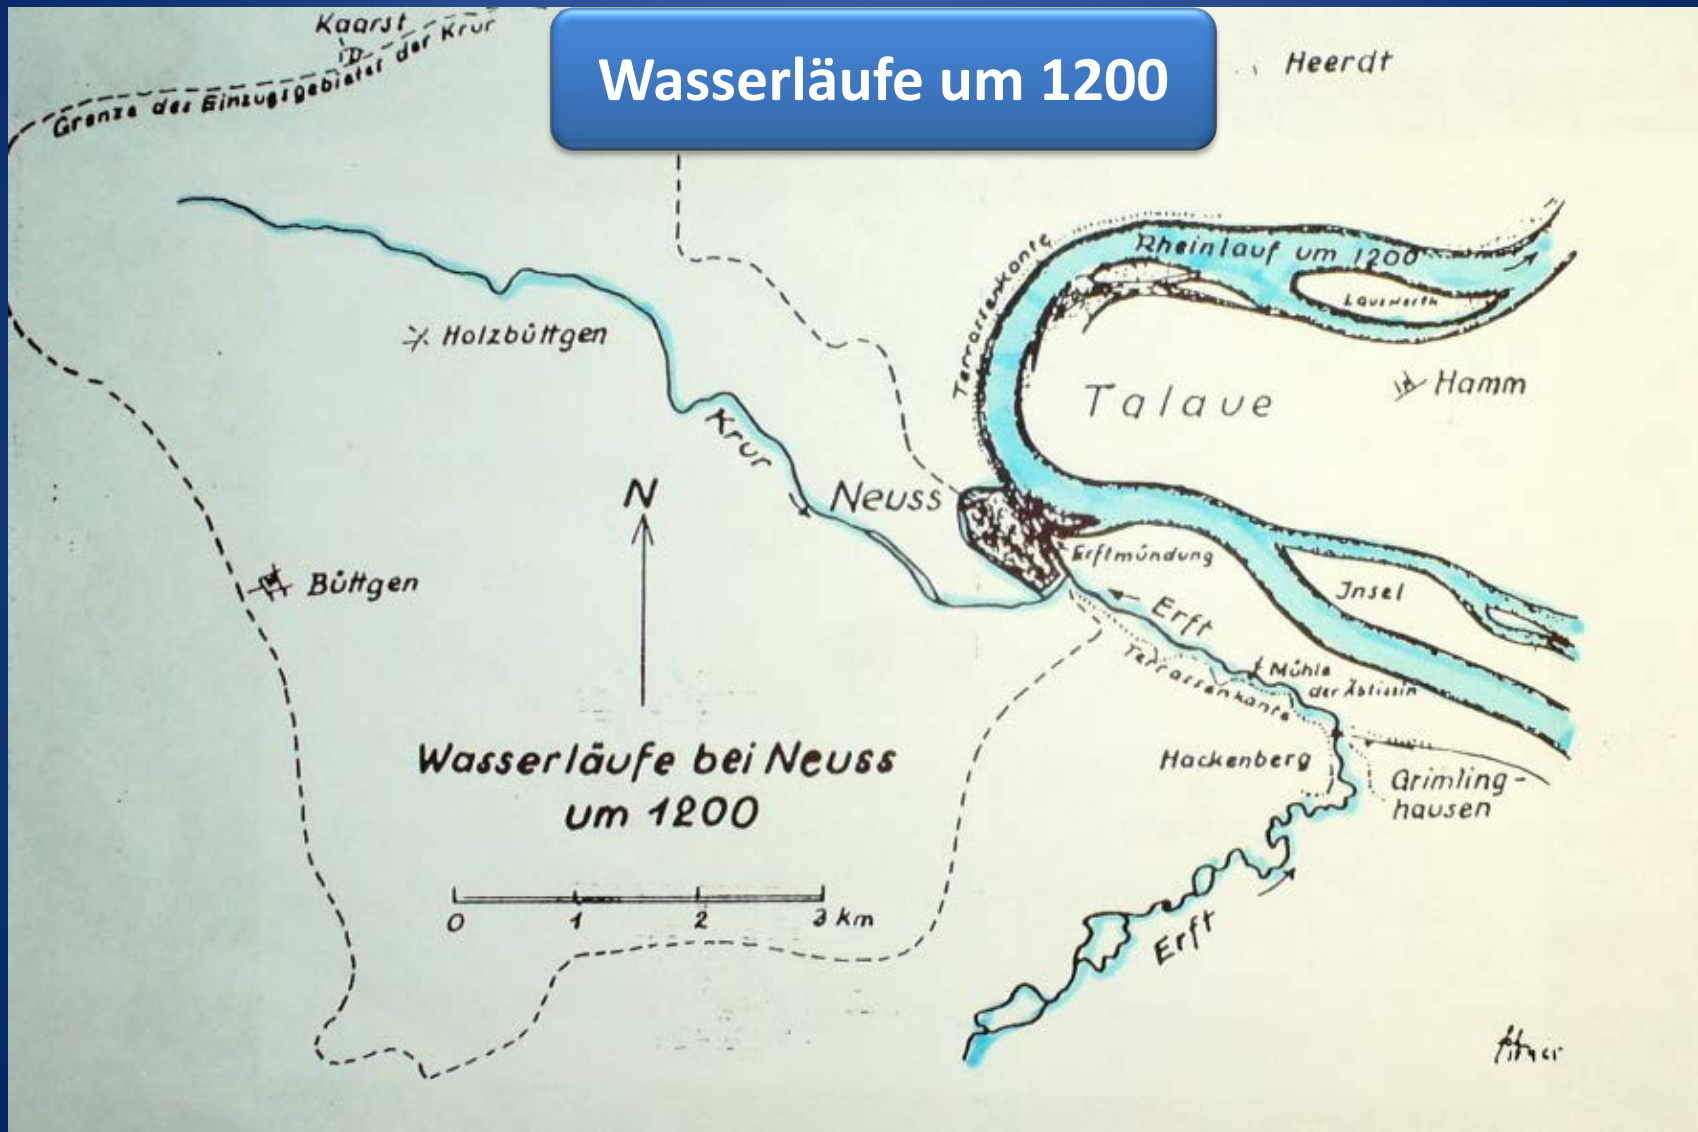 Wasserläufe um 1200
Kaarst
Grenze des Einzugsgebietes der Krur
Heerdt
Rheinlauf um 1200
Terrassenkante
Lauswerth
Holzbüttgen
Hamm
Talaue
Krur
Neuss
N
Erftmündung
Büttgen
Insel
Erft
Terrassenkante
Mühle
der Äbtissin
Wasserläufe bei Neuss
um 1200
Hackenberg
Grimling-
hausen
0 1 2 3 km
Erft